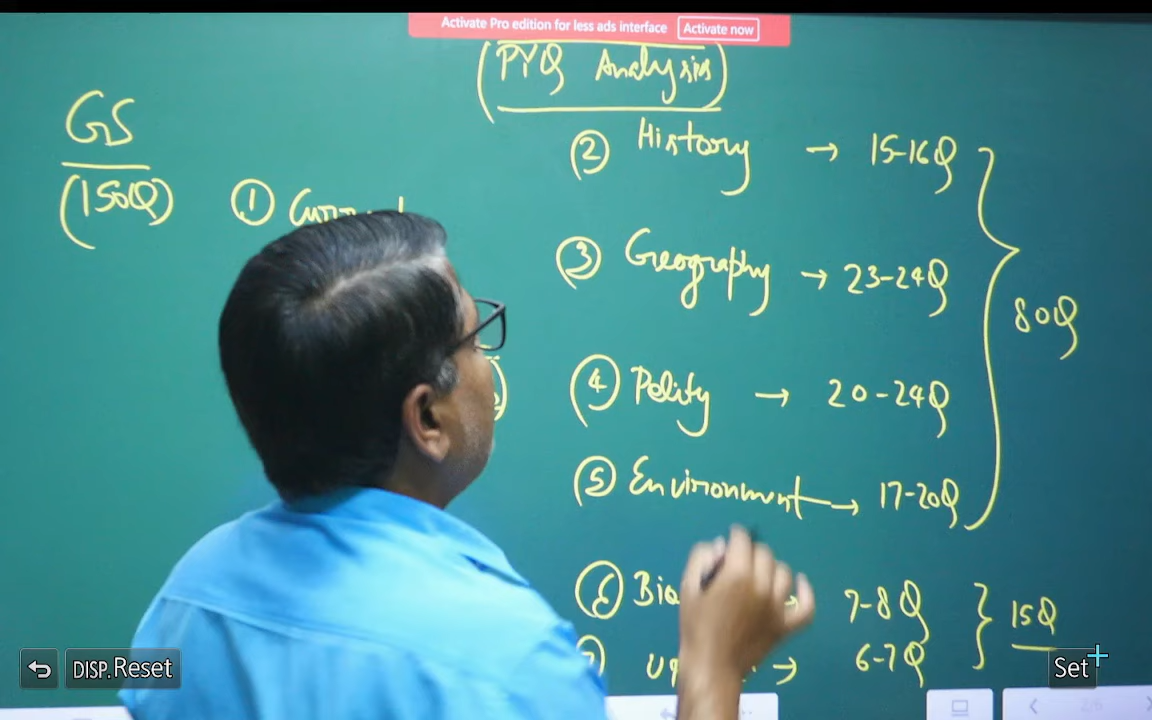 Activate Pro edition for less ads interface Activate now
(PYQ Analysis)
GS
(150Q)
①
② History → 15-16Q
③ Geography → 23-24Q
④ Polity → 20-24Q
⑤ Environment → 17-20Q
80Q
⑥ → 7-8Q
→ 6-7Q
15Q
DISP. Reset
Set
2/6